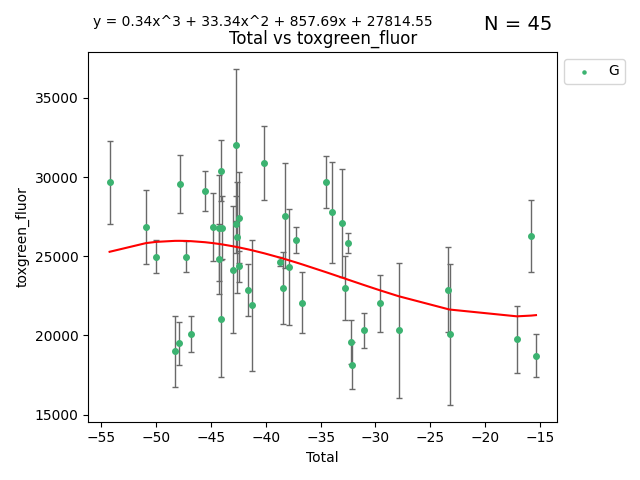 y = 0.34x^3 + 33.34x^2 + 857.69x + 27814.55
N = 45
Total vs toxgreen_fluor
G
toxgreen_fluor
35000
30000
25000
20000
15000
−55 −50 −45 −40 −35 −30 −25 −20 −15
Total